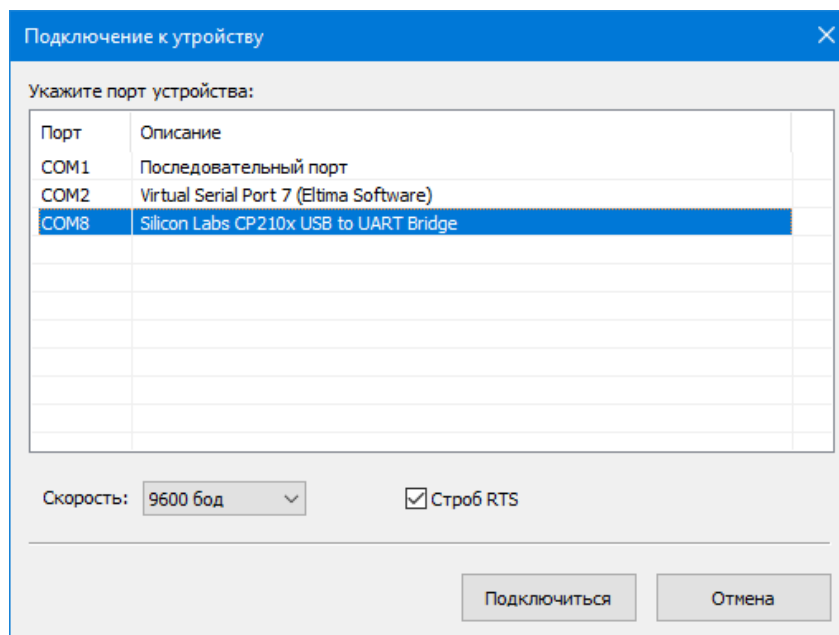 Подключение к утройству
Укажите порт устройства:
Порт Описание
COM1 Последовательный порт
COM2 Virtual Serial Port 7 (Eltima Software)
COM8 Silicon Labs CP210x USB to UART Bridge
Скорость: 9600 бод Строб RTS
Подключиться Отмена